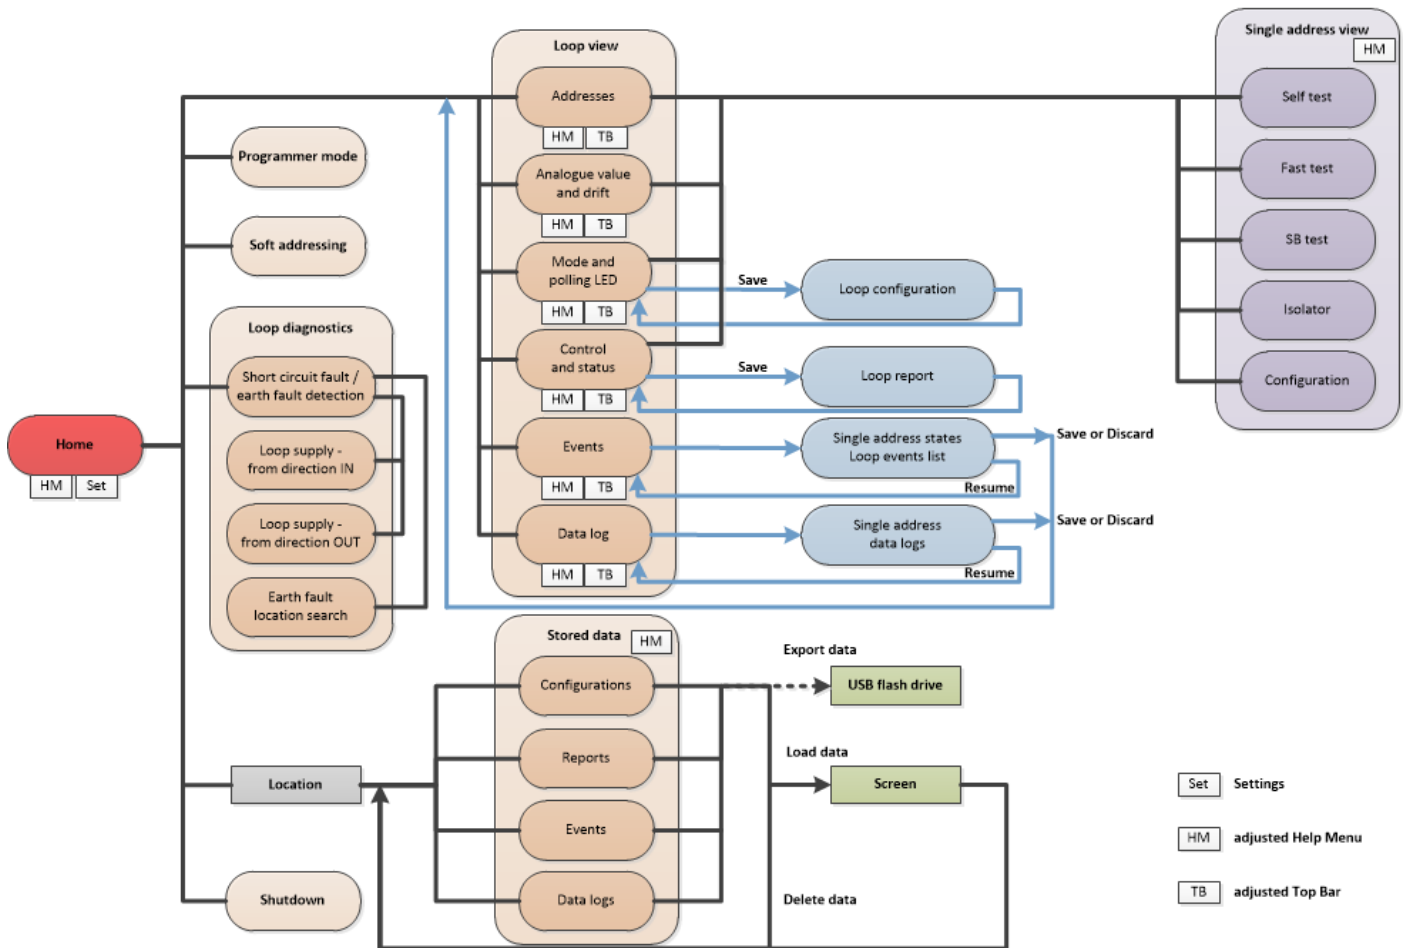 Loop view
Addresses
HM
TB
Analogue value
and drift
HM
TB
Mode and
polling LED
HM
TB
Control
and status
HM
TB
Events
HM
TB
Data log
HM
TB
Single address view
HM
Self test
Fast test
SB test
Isolator
Configuration
Programmer mode
Soft addressing
Loop diagnostics
Short circuit fault /
earth fault detection
Loop supply -
from direction IN
Loop supply -
from direction OUT
Earth fault
location search
Home
HM
Set
Save
Loop configuration
Save
Loop report
Single address states
Loop events list
Save or Discard
Resume
Single address
data logs
Save or Discard
Resume
Stored data
HM
Configurations
Reports
Events
Data logs
Location
Shutdown
Export data
USB flash drive
Load data
Screen
Delete data
Set
Settings
HM
adjusted Help Menu
TB
adjusted Top Bar